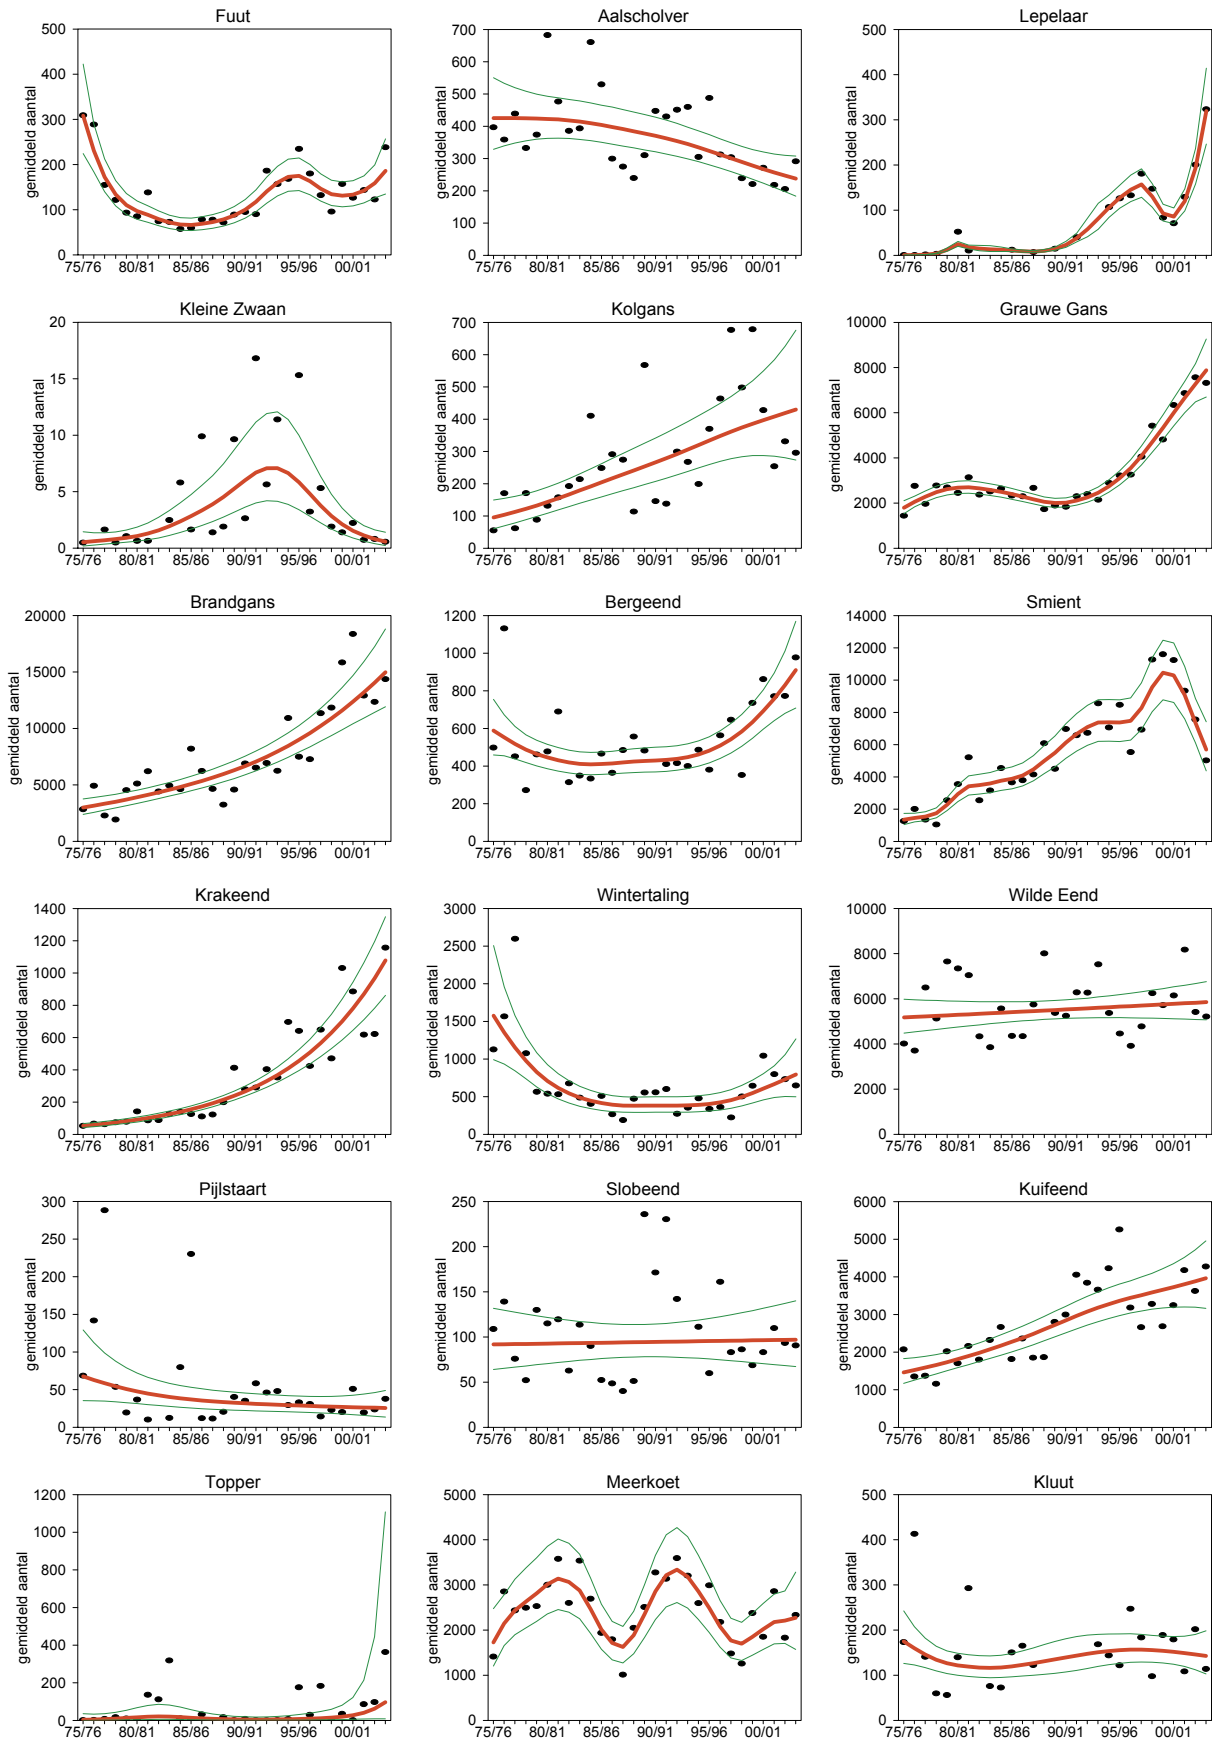 Fuut
gemiddeld aantal
500
400
300
200
100
0
75/76 80/81 85/86 90/91 95/96 00/01
Aalscholver
gemiddeld aantal
700
600
500
400
300
200
100
0
75/76 80/81 85/86 90/91 95/96 00/01
Lepelaar
gemiddeld aantal
500
400
300
200
100
0
75/76 80/81 85/86 90/91 95/96 00/01
Kleine Zwaan
gemiddeld aantal
20
15
10
5
0
75/76 80/81 85/86 90/91 95/96 00/01
Kolgans
gemiddeld aantal
700
600
500
400
300
200
100
0
75/76 80/81 85/86 90/91 95/96 00/01
Grauwe Gans
gemiddeld aantal
10000
8000
6000
4000
2000
0
75/76 80/81 85/86 90/91 95/96 00/01
Brandgans
gemiddeld aantal
20000
15000
10000
5000
0
75/76 80/81 85/86 90/91 95/96 00/01
Bergeend
gemiddeld aantal
1200
1000
800
600
400
200
0
75/76 80/81 85/86 90/91 95/96 00/01
Smient
gemiddeld aantal
14000
12000
10000
8000
6000
4000
2000
0
75/76 80/81 85/86 90/91 95/96 00/01
Krakeend
gemiddeld aantal
1400
1200
1000
800
600
400
200
0
75/76 80/81 85/86 90/91 95/96 00/01
Wintertaling
gemiddeld aantal
3000
2500
2000
1500
1000
500
0
75/76 80/81 85/86 90/91 95/96 00/01
Wilde Eend
gemiddeld aantal
10000
8000
6000
4000
2000
0
75/76 80/81 85/86 90/91 95/96 00/01
Pijlstaart
gemiddeld aantal
300
250
200
150
100
50
0
75/76 80/81 85/86 90/91 95/96 00/01
Slobeend
gemiddeld aantal
250
200
150
100
50
0
75/76 80/81 85/86 90/91 95/96 00/01
Kuifeend
gemiddeld aantal
6000
5000
4000
3000
2000
1000
0
75/76 80/81 85/86 90/91 95/96 00/01
Topper
gemiddeld aantal
1200
1000
800
600
400
200
0
75/76 80/81 85/86 90/91 95/96 00/01
Meerkoet
gemiddeld aantal
5000
4000
3000
2000
1000
0
75/76 80/81 85/86 90/91 95/96 00/01
Kluut
gemiddeld aantal
500
400
300
200
100
0
75/76 80/81 85/86 90/91 95/96 00/01